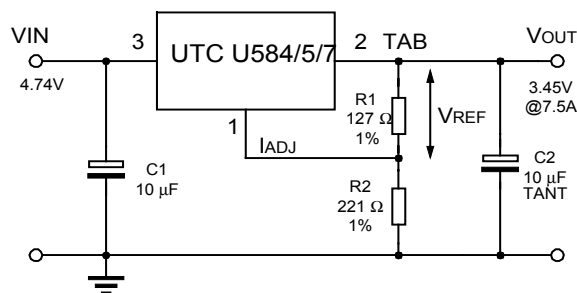 VIN
4.74V
3
UTC U584/5/7
2
TAB
VOUT
3.45V
@7.5A
1
IADJ
R1
127 Ω
1%
VREF
C1
10 µF
R2
221 Ω
1%
C2
10 µF
TANT